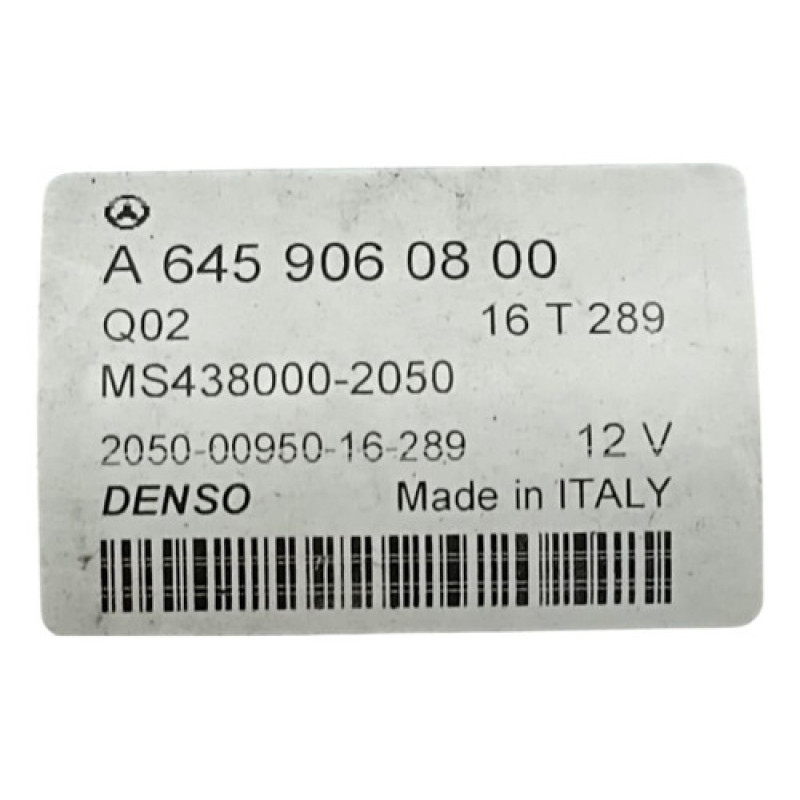 A 645 906 08 00
Q02 16 T 289
MS438000-2050
2050-00950-16-289 12 V
DENSO Made in ITALY